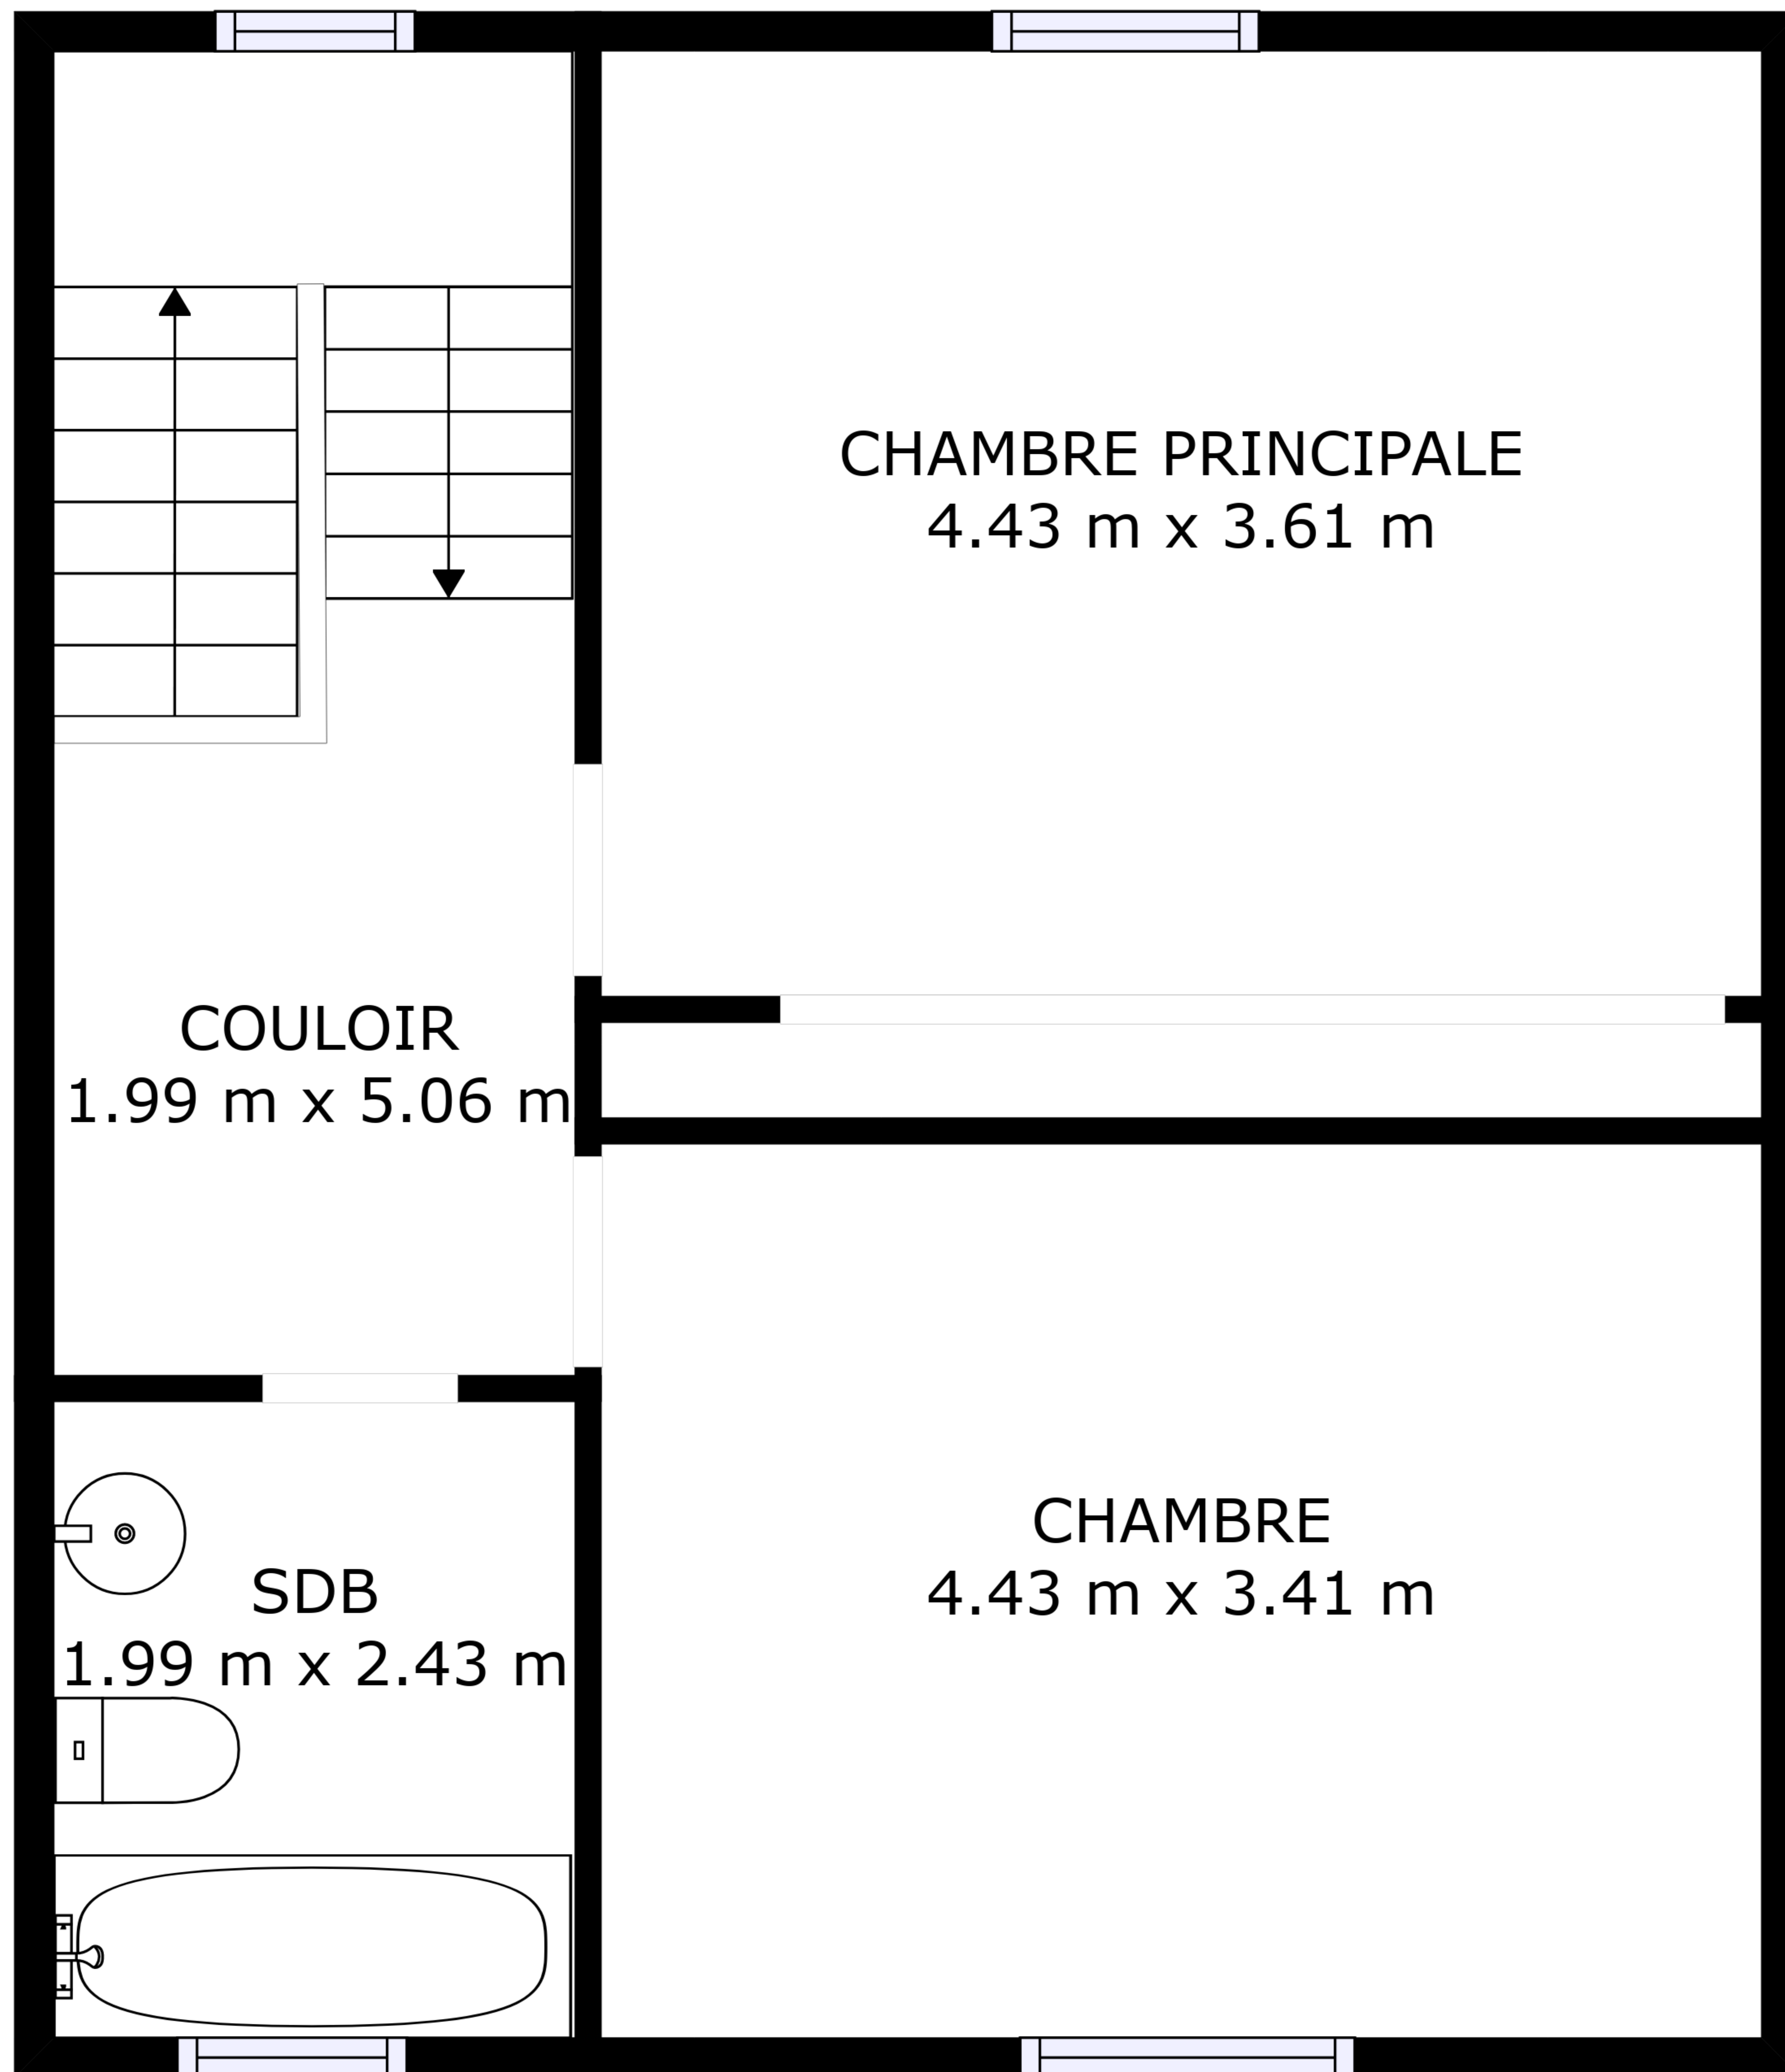 CHAMBRE PRINCIPALE
4.43 m x 3.61 m
COULOIR
1.99 m x 5.06 m
CHAMBRE
4.43 m x 3.41 m
SDB
1.99 m x 2.43 m